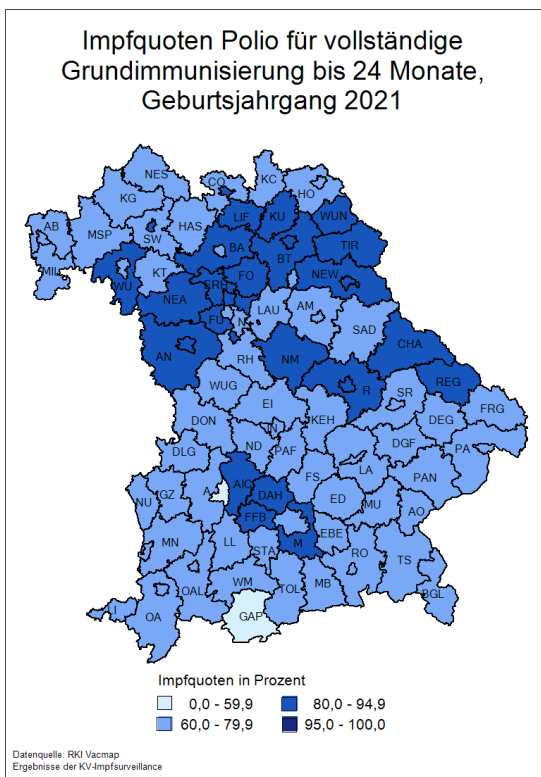 Impfquoten Polio für vollständige
Grundimmunisierung bis 24 Monate,
Geburtsjahrgang 2021
NES
CO
KC
HO
KG
LIF
KU
WUN
AB
MSP
SW
HAS
BA
BT
TIR
MIL
WÜ
KT
ERH
FO
NEW
NEA
FÜ
N
LAU
AM
SAD
AN
RH
NM
CHA
WUG
R
REG
EI
SR
FRG
DON
IN
KEH
DEG
DLG
ND
PAF
DGF
PA
NU
GZ
A
AIC
DAH
FS
LA
PAN
ED
MÜ
AÖ
FFB
MN
LL
STA
M
EBE
RO
TS
LI
OA
OAL
WM
GAP
TÖL
MB
BGL
Impfquoten in Prozent
0,0 - 59,9
80,0 - 94,9
60,0 - 79,9
95,0 - 100,0
Datenquelle: RKI Vacmap
Ergebnisse der KV-Impfsurveillance